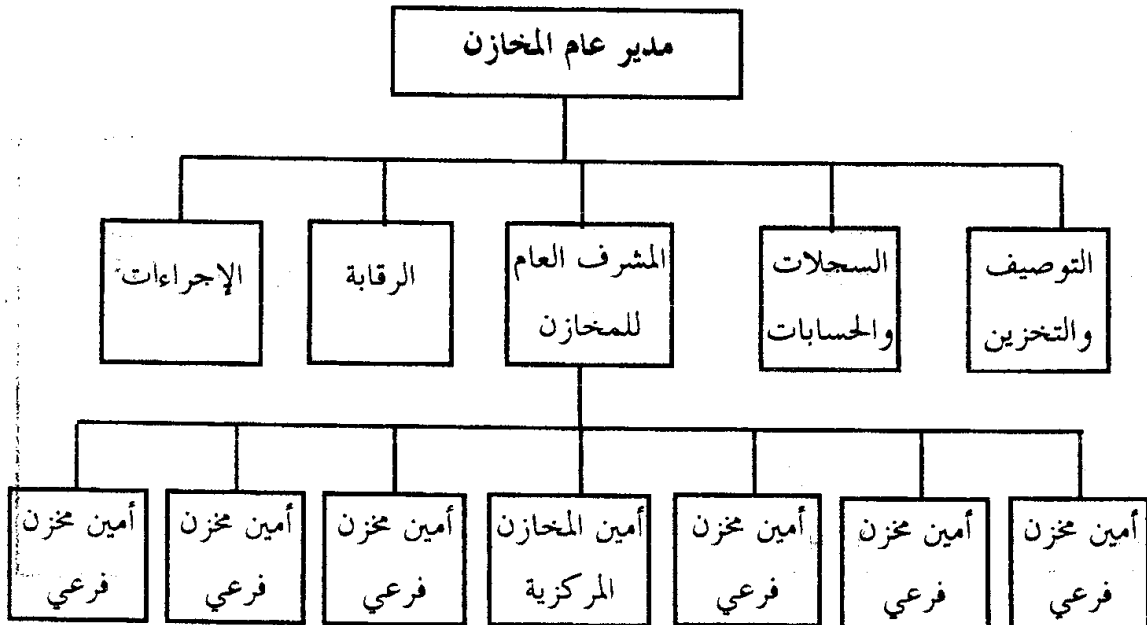 مدير عام المخازن
التوصيف
والتخزين
السجلات
والحسابات
المشرف العام
للمخازن
الرقابة
الإجراءات
أمين مخزن
فرعي
أمين مخزن
فرعي
أمين مخزن
فرعي
أمين المخازن
المركزية
أمين مخزن
فرعي
أمين مخزن
فرعي
أمين مخزن
فرعي